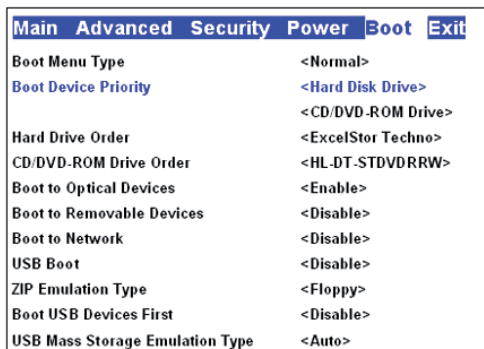 Main Advanced Security Power Boot Exit
Boot Menu Type <Normal>
Boot Device Priority <Hard Disk Drive>
<CD/DVD-ROM Drive>
Hard Drive Order <ExcelStor Techno>
CD/DVD-ROM Drive Order <HL-DT-STDVDRRW>
Boot to Optical Devices <Enable>
Boot to Removable Devices <Disable>
Boot to Network <Disable>
USB Boot <Disable>
ZIP Emulation Type <Floppy>
Boot USB Devices First <Disable>
USB Mass Storage Emulation Type <Auto>